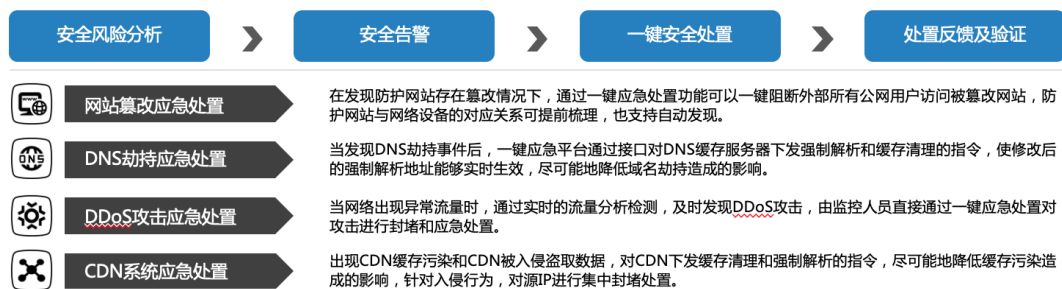 安全风险分析
安全告警
一键安全处置
处置反馈及验证
网站篡改应急处置
在发现防护网站存在篡改情况下，通过一键应急处置功能可以一键阻断外部所有公网用户访问被篡改网站，防
护网站与网络设备的对应关系可提前梳理，也支持自动发现。
DNS劫持应急处置
当发现DNS劫持事件后，一键应急平台通过接口对DNS缓存服务器下发强制解析和缓存清理的指令，使修改后
的强制解析地址能够实时生效，尽可能地降低域名劫持造成的影响。
DDoS攻击应急处置
当网络出现异常流量时，通过实时的流量分析检测，及时发现DDoS攻击，由监控人员直接通过一键应急处置对
攻击进行封堵和应急处置。
CDN系统应急处置
出现CDN缓存污染和CDN被入侵盗取数据，对CDN下发缓存清理和强制解析的指令，尽可能地降低缓存污染造
成的影响，针对入侵行为，对源IP进行集中封堵处置。
WWW
DNS